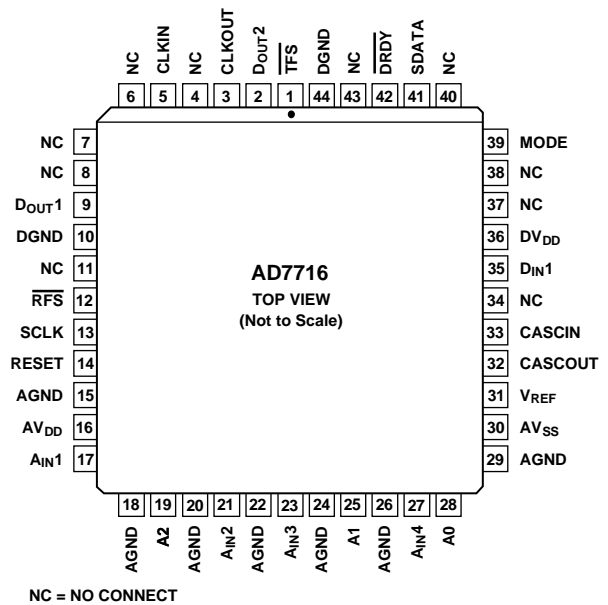 NC CLKIN NC CLKOUT DOUT2 TFS DGND NC DRDY SDATA NC
6 5 4 3 2 1 44 43 42 41 40
NC 7
NC 8
DOUT1 9
DGND 10
NC 11
RFS 12
SCLK 13
RESET 14
AGND 15
AVDD 16
AIN1 17
AD7716
TOP VIEW
(Not to Scale)
39 MODE
38 NC
37 NC
36 DVDD
35 DIN1
34 NC
33 CASCIN
32 CASCOUT
31 VREF
30 AVSS
29 AGND
18 19 20 21 22 23 24 25 26 27 28
AGND A2 AGND AIN2 AGND AIN3 AGND A1 AGND AIN4 A0
NC = NO CONNECT